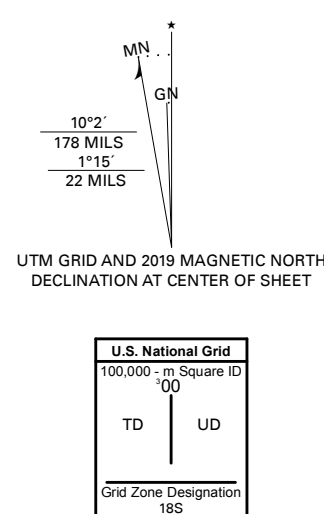 ★
MN
GN
10°2´
178 MILS
1°15´
22 MILS
UTM GRID AND 2019 MAGNETIC NORTH
DECLINATION AT CENTER OF SHEET
U.S. National Grid
100,000 - m Square ID
³00
TD UD
Grid Zone Designation
18S